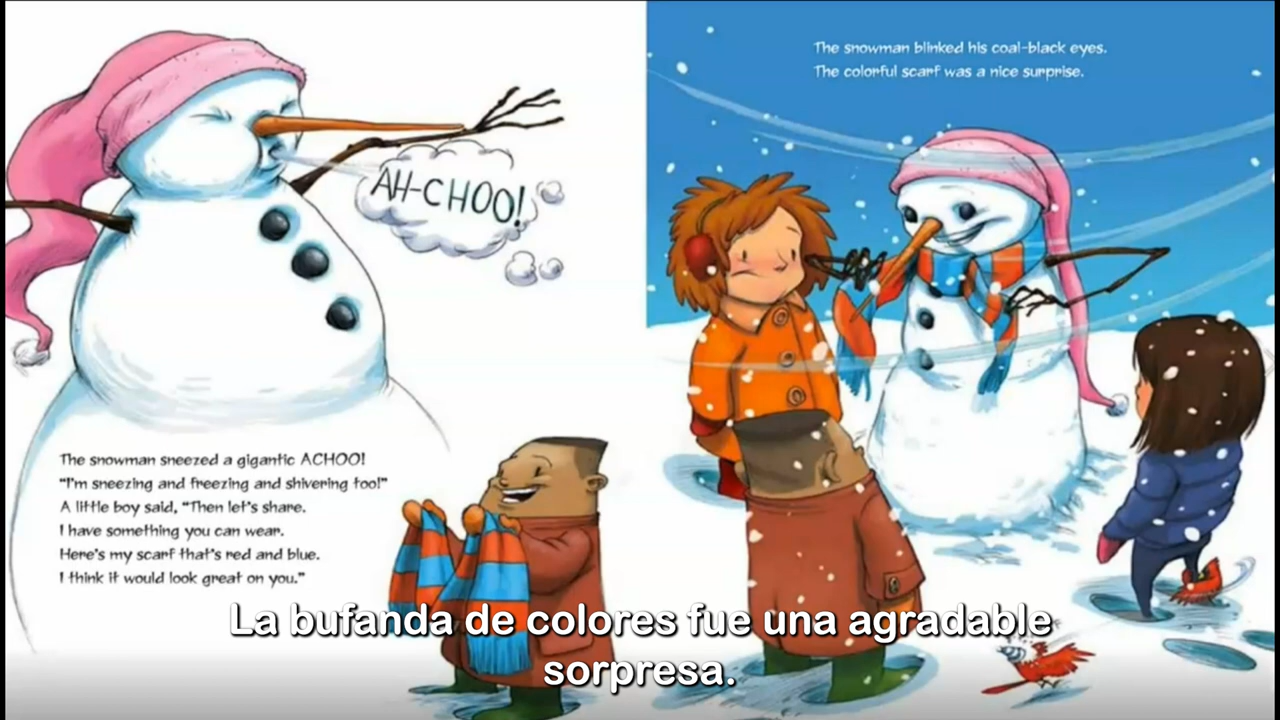 AH-CHOO!
The snowman sneezed a gigantic ACHOO!
“I’m sneezing and freezing and shivering too!”
A little boy said, “Then let’s share.
I have something you can wear.
Here’s my scarf that’s red and blue.
I think it would look great on you.”
The snowman blinked his coal-black eyes.
The colorful scarf was a nice surprise.
La bufanda de colores fue una agradable
sorpresa.